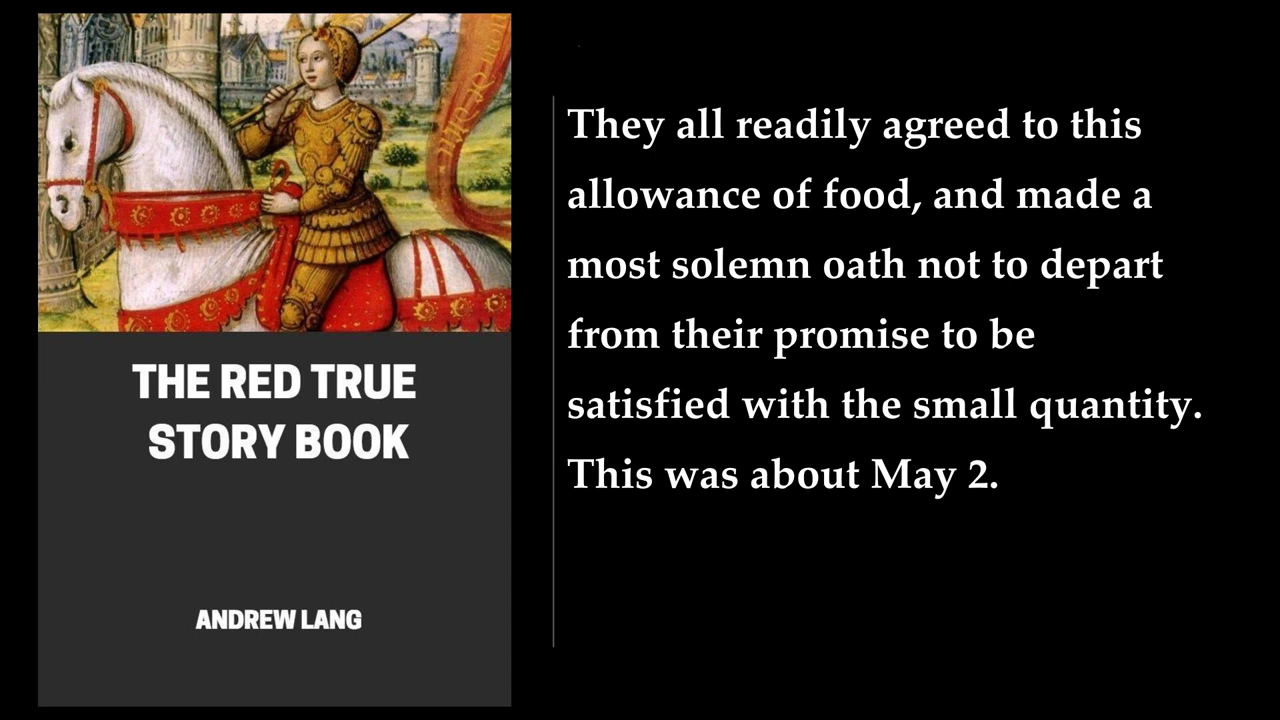 THE RED TRUE
STORY BOOK
ANDREW LANG
They all readily agreed to this
allowance of food, and made a
most solemn oath not to depart
from their promise to be
satisfied with the small quantity.
This was about May 2.